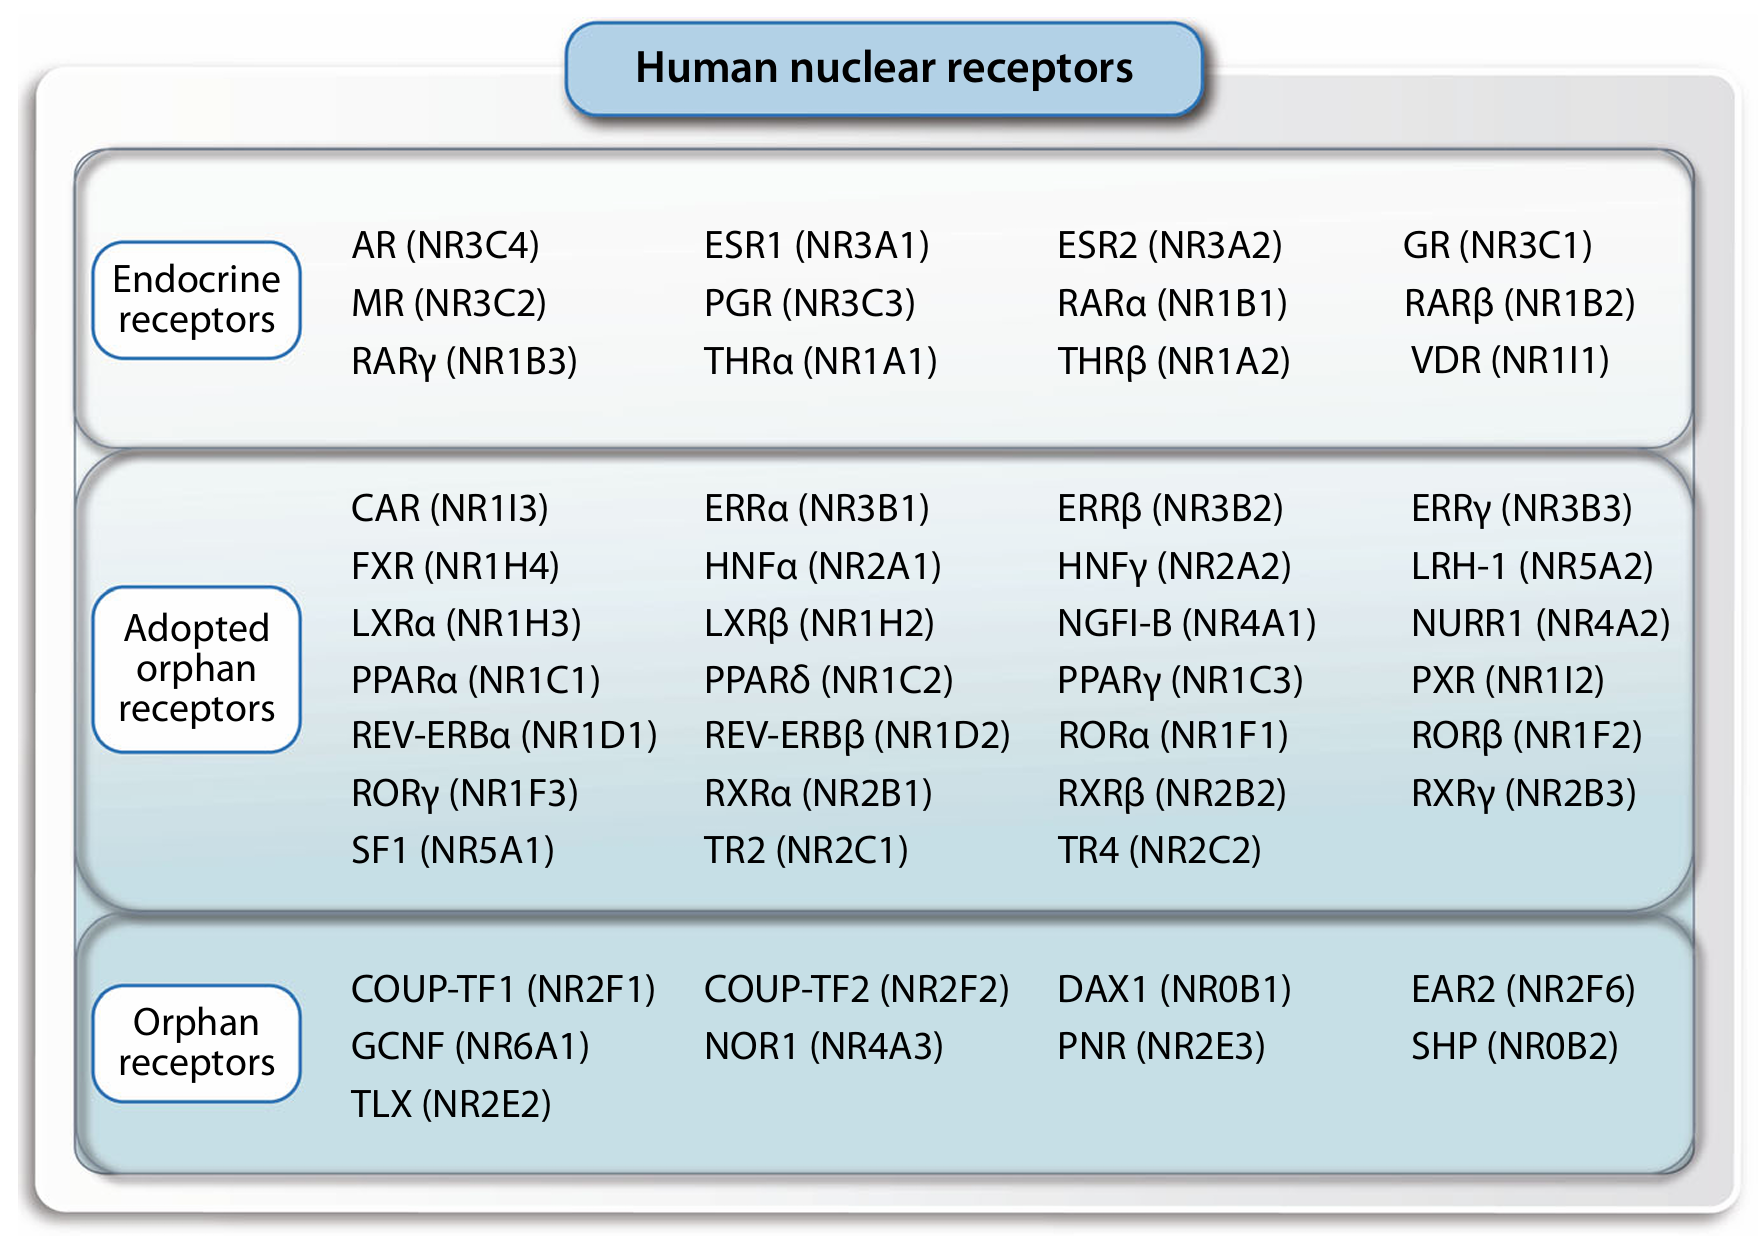 Human nuclear receptors
Endocrine
receptors
AR (NR3C4) ESR1 (NR3A1) ESR2 (NR3A2) GR (NR3C1)
MR (NR3C2) PGR (NR3C3) RARα (NR1B1) RARβ (NR1B2)
RARγ (NR1B3) THRα (NR1A1) THRβ (NR1A2) VDR (NR1I1)
Adopted
orphan
receptors
CAR (NR1I3) ERRα (NR3B1) ERRβ (NR3B2) ERRγ (NR3B3)
FXR (NR1H4) HNFα (NR2A1) HNFγ (NR2A2) LRH-1 (NR5A2)
LXRα (NR1H3) LXRβ (NR1H2) NGFI-B (NR4A1) NURR1 (NR4A2)
PPARα (NR1C1) PPARδ (NR1C2) PPARγ (NR1C3) PXR (NR1I2)
REV-ERBα (NR1D1) REV-ERBβ (NR1D2) RORα (NR1F1) RORβ (NR1F2)
RORγ (NR1F3) RXRα (NR2B1) RXRβ (NR2B2) RXRγ (NR2B3)
SF1 (NR5A1) TR2 (NR2C1) TR4 (NR2C2)
Orphan
receptors
COUP-TF1 (NR2F1) COUP-TF2 (NR2F2) DAX1 (NR0B1) EAR2 (NR2F6)
GCNF (NR6A1) NOR1 (NR4A3) PNR (NR2E3) SHP (NR0B2)
TLX (NR2E2)